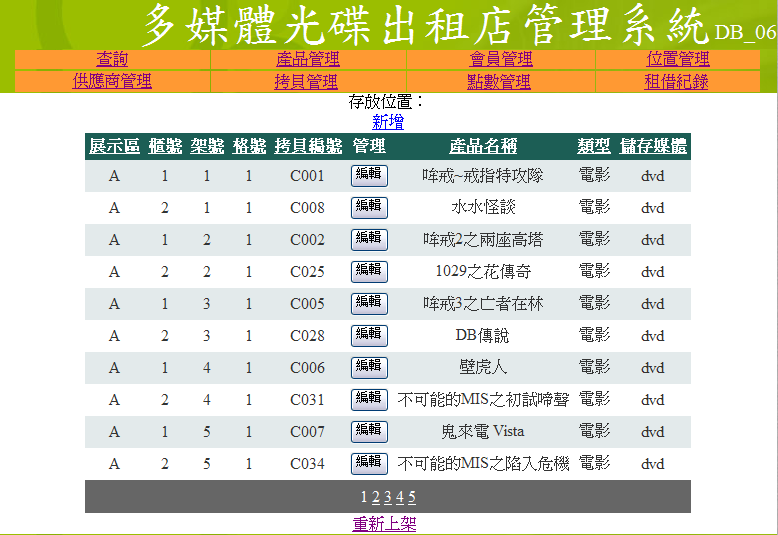 多媒體光碟出租店管理系統 DB_06
查詢 產品管理 會員管理 位置管理
供應商管理 拷貝管理 點數管理 租借紀錄
存放位置：
新增
展示區 櫃號 架號 格號 拷貝編號 管理 產品名稱 類型 儲存媒體
A 1 1 1 C001 編輯 哞戒~戒指特攻隊 電影 dvd
A 2 1 1 C008 編輯 水水怪談 電影 dvd
A 1 2 1 C002 編輯 哞戒2之兩座高塔 電影 dvd
A 2 2 1 C025 編輯 1029之花傳奇 電影 dvd
A 1 3 1 C005 編輯 哞戒3之亡者在林 電影 dvd
A 2 3 1 C028 編輯 DB傳說 電影 dvd
A 1 4 1 C006 編輯 壁虎人 電影 dvd
A 2 4 1 C031 編輯 不可能的MIS之初試啼聲 電影 dvd
A 1 5 1 C007 編輯 鬼來電 Vista 電影 dvd
A 2 5 1 C034 編輯 不可能的MIS之陷入危機 電影 dvd
1 2 3 4 5
重新上架